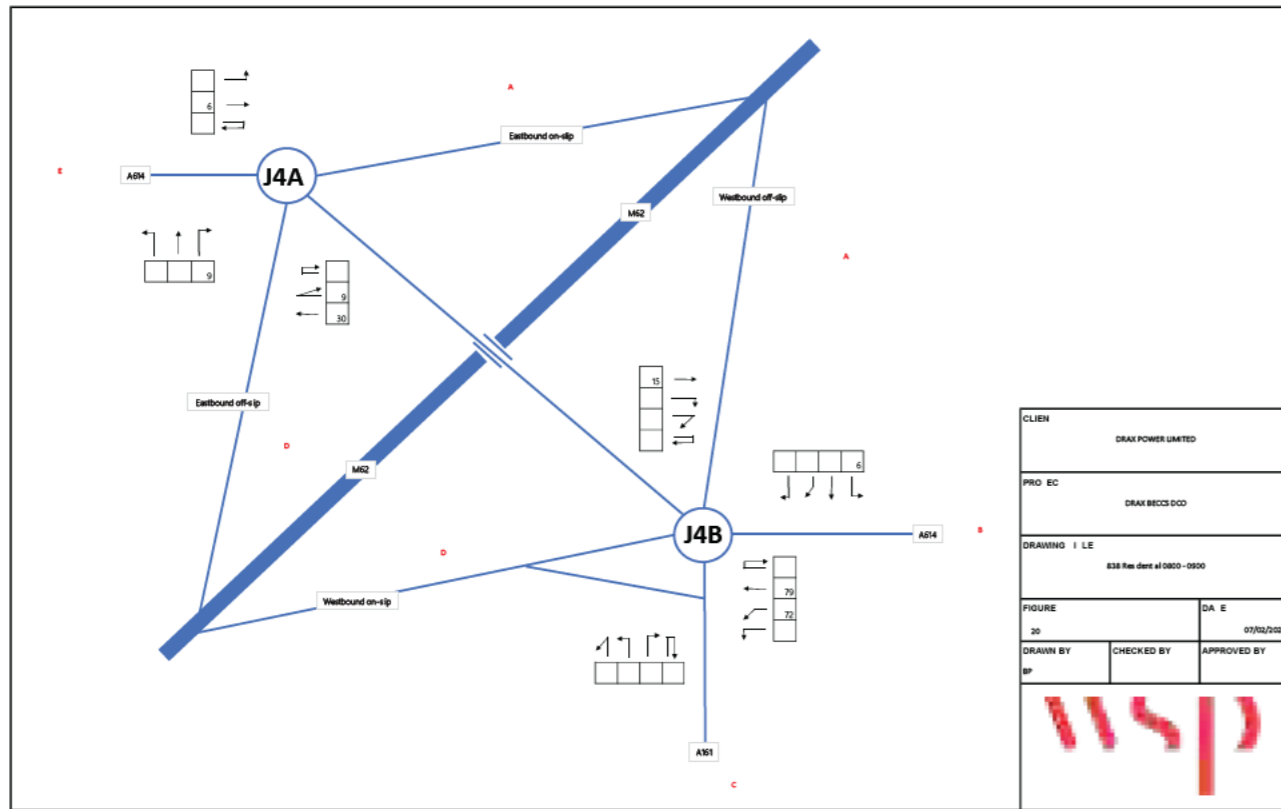 A
6
Eastbound on-slip
E
A614
J4A
Westbound off-slip
M62
A
9
9
30
15
Eastbound off-s ip
D
M62
6
J4B
A614
B
D
Westbound on-s ip
79
72
A161
C
CLIEN
DRAX POWER LIMITED
PRO EC
DRAX BECCS DCO
DRAWING I LE
838 Res dent al 0800 - 0900
FIGURE
DA E
20
07/02/202
DRAWN BY
CHECKED BY
APPROVED BY
BP
wsp